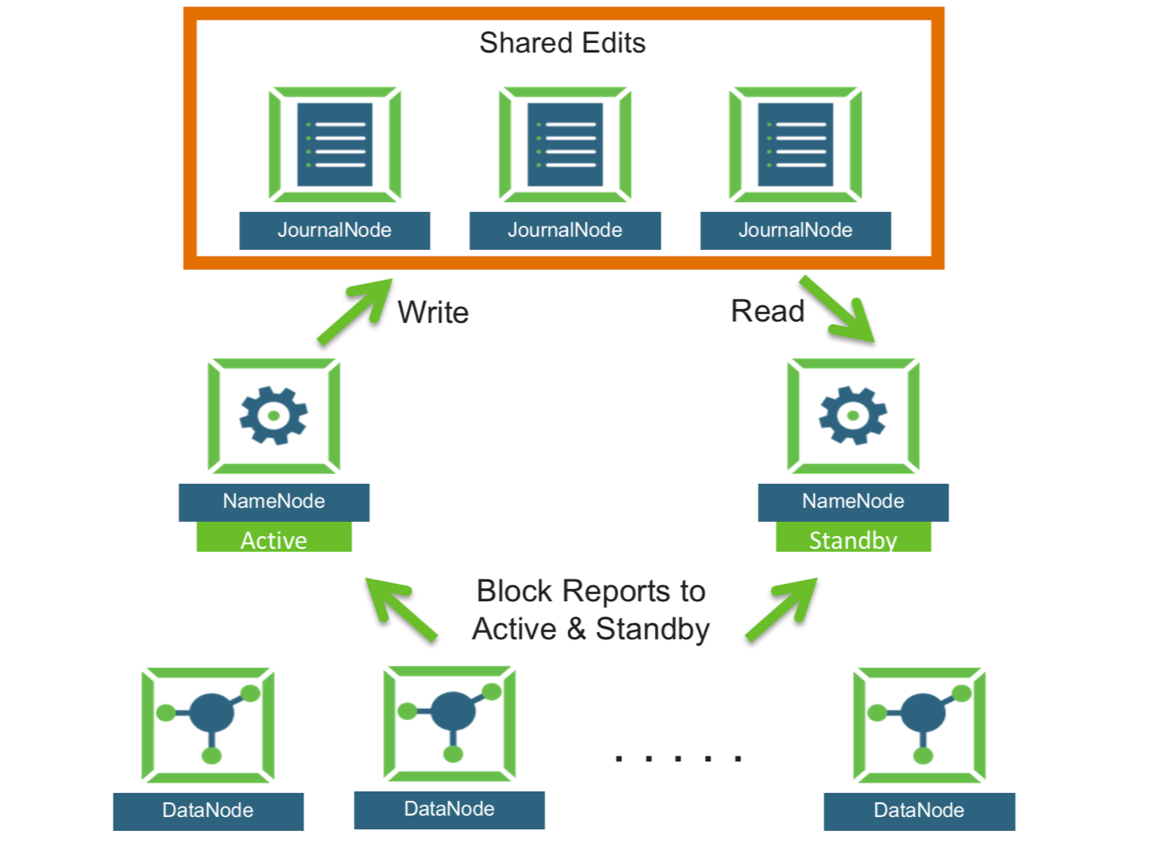 Shared Edits
JournalNode
JournalNode
JournalNode
Write
Read
NameNode
Active
NameNode
Standby
Block Reports to
Active & Standby
. . . . .
DataNode
DataNode
DataNode